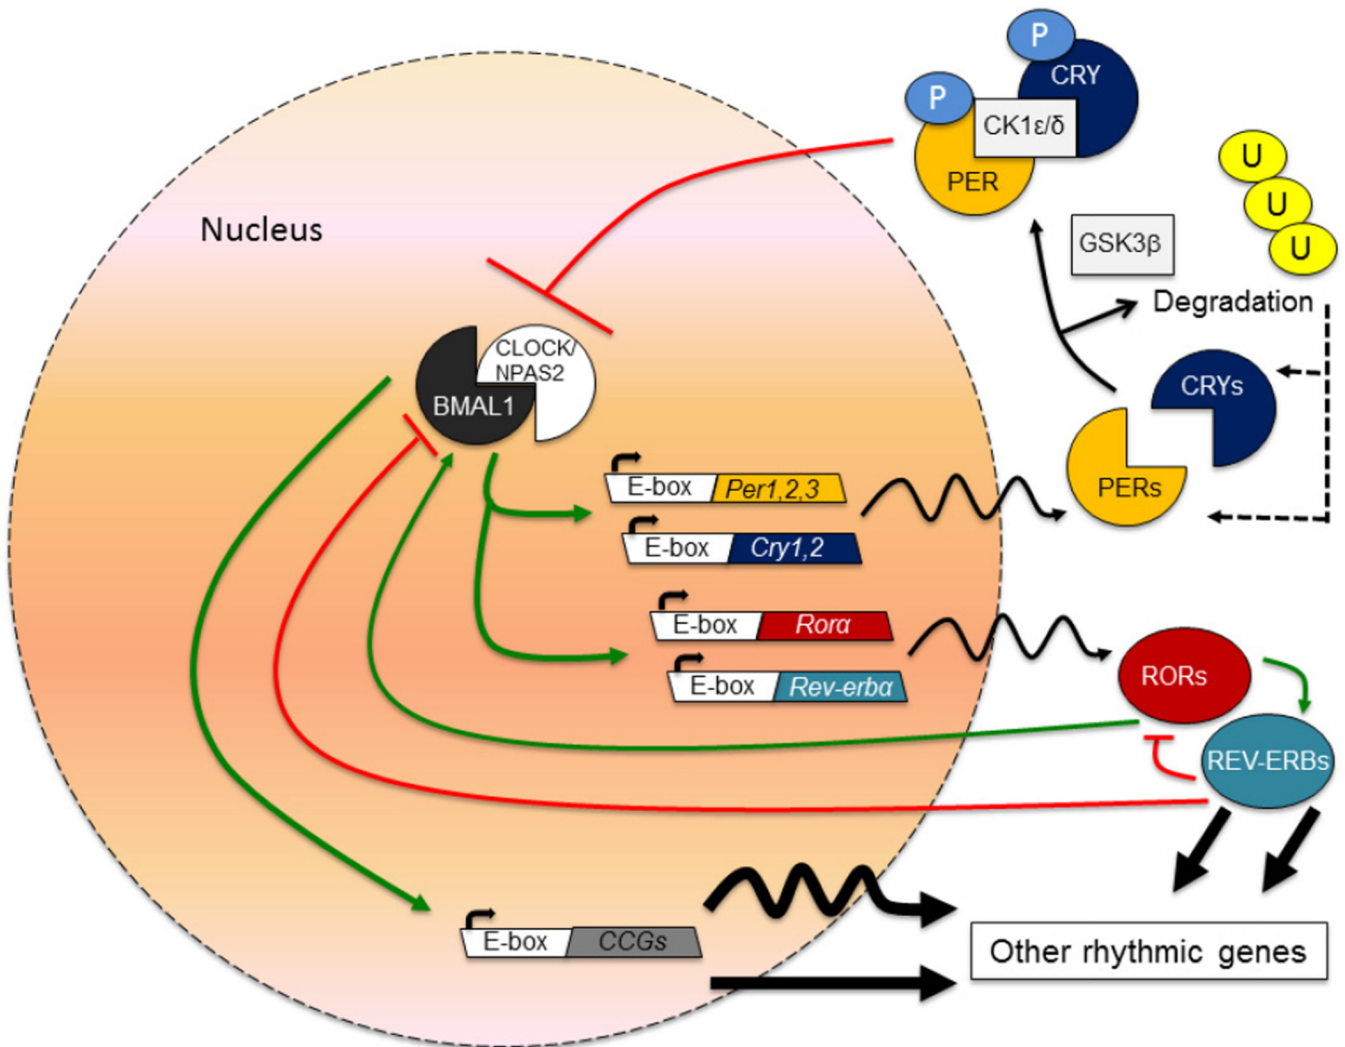 P
CRY
P
CK1ε/δ
PER
U
U
U
GSK3β
Nucleus
Degradation
CLOCK/
NPAS2
BMAL1
CRYs
PERs
E-box Per1,2,3
E-box Cry1,2
E-box Rorα
E-box Rev-erbα
RORs
REV-ERBs
E-box CCGs
Other rhythmic genes